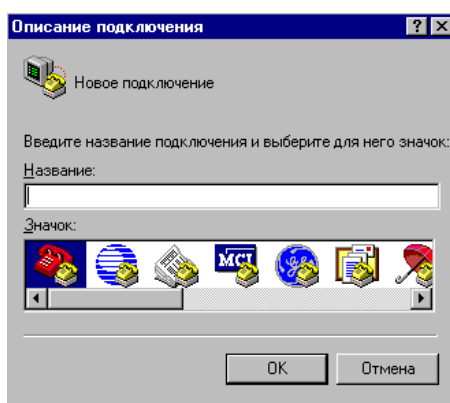 Описание подключения
Новое подключение
Введите название подключения и выберите для него значок:
Название:
Значок:
MCI
OK
Отмена